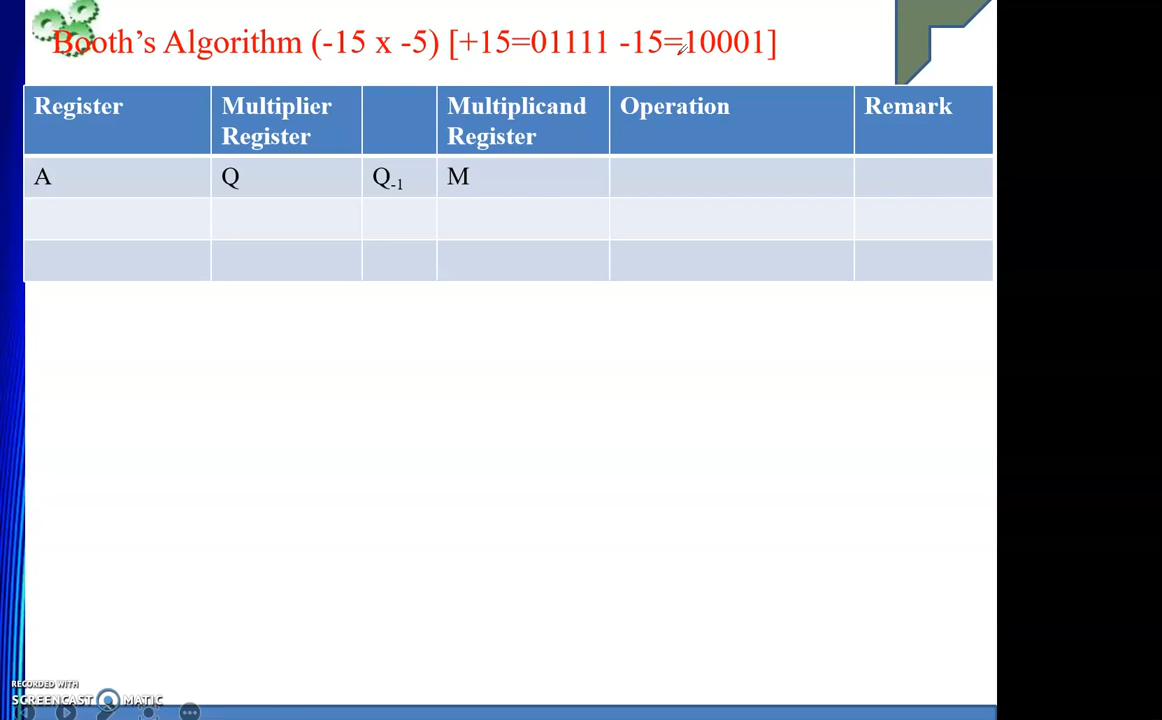 Booth's Algorithm (-15 x -5) [+15=01111 -15=10001]
Register Multiplier Register Multiplicand Register Operation Remark
A Q Q-1 M
RECORDED WITH
SCREENCAST MATIC